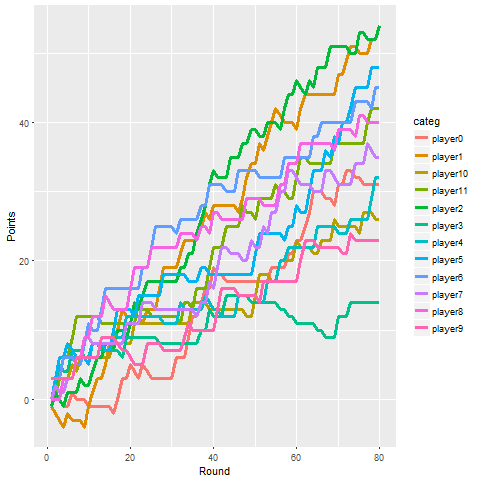 Points
40
20
0
0
20
40
60
80
Round
categ
player0
player1
player10
player11
player2
player3
player4
player5
player6
player7
player8
player9